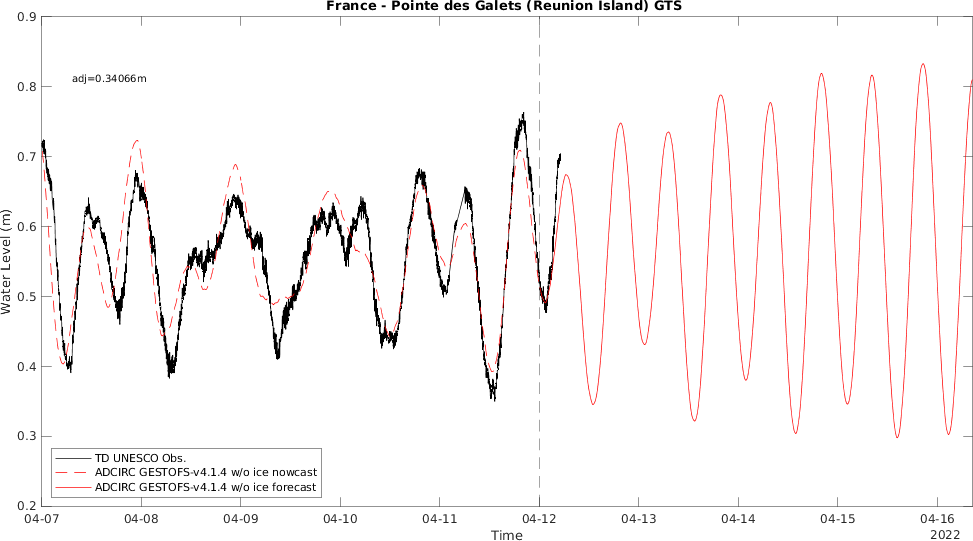 France - Pointe des Galets (Reunion Island) GTS
0.9
0.8
0.7
0.6
0.5
0.4
0.3
0.2
Water Level (m)
adj=0.34066m
TD UNESCO Obs.
ADCIRC GESTOFS-v4.1.4 w/o ice nowcast
ADCIRC GESTOFS-v4.1.4 w/o ice forecast
04-07 04-08 04-09 04-10 04-11 04-12 04-13 04-14 04-15 04-16
Time 2022